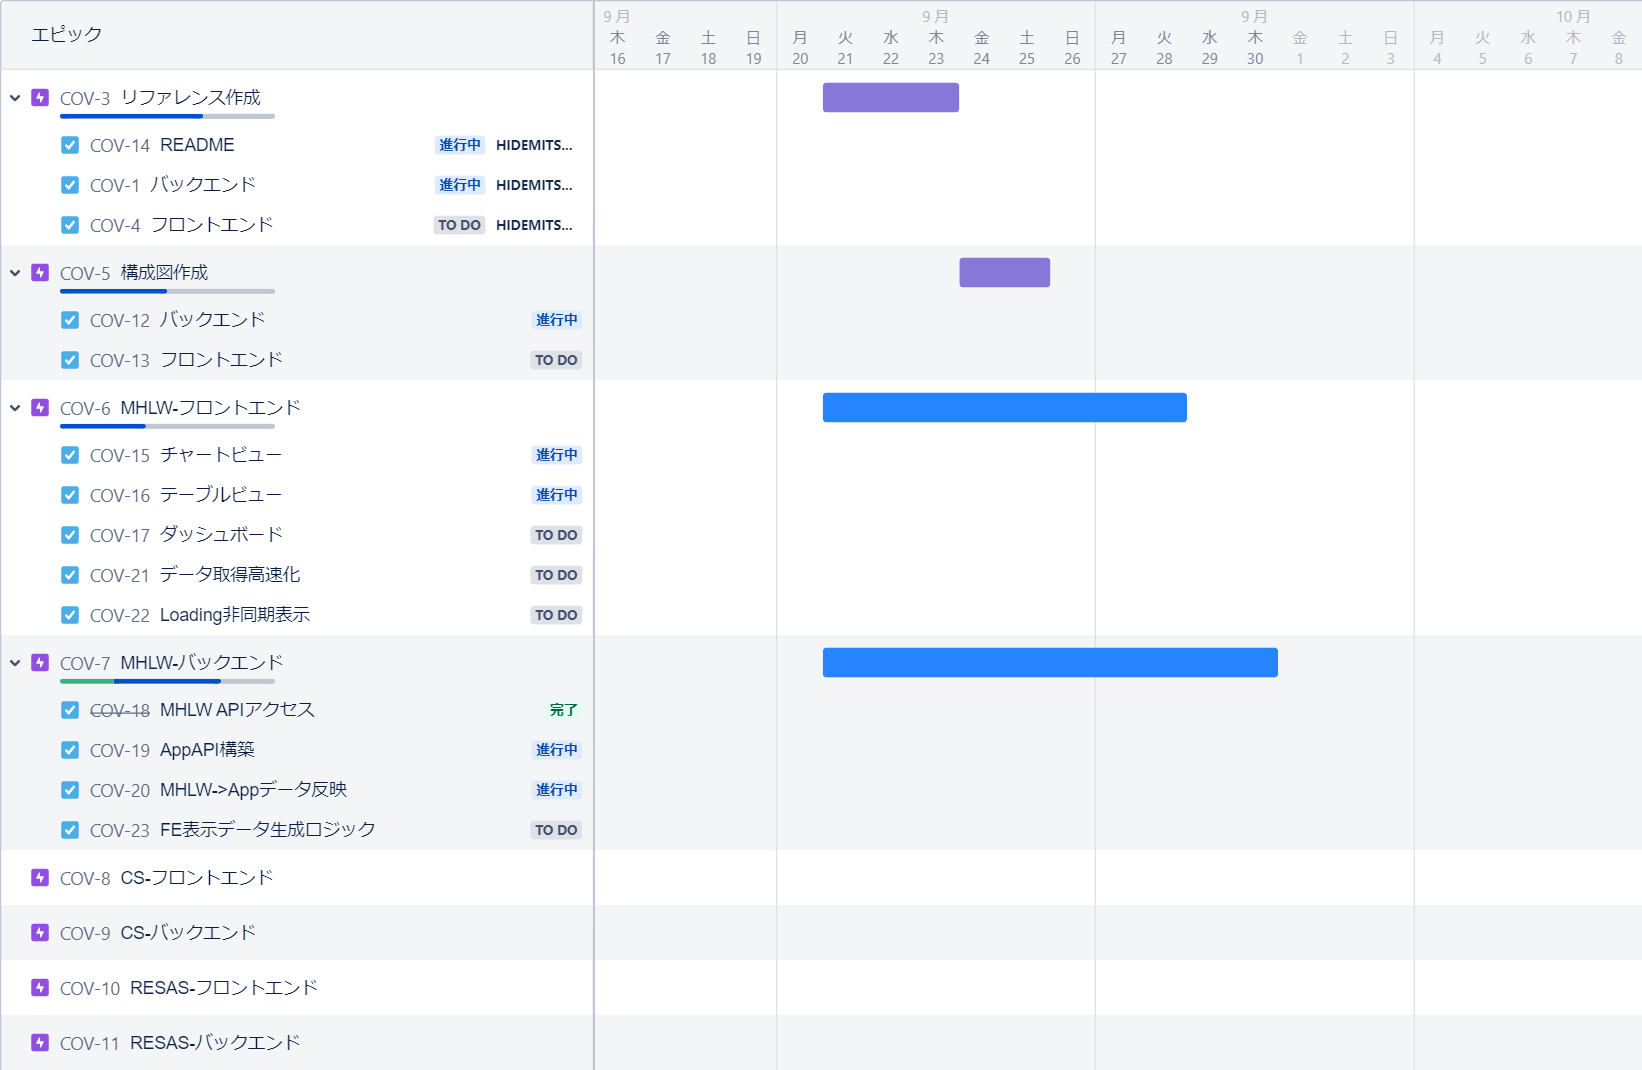 エピック
9月 9月 9月 10月
木 金 土 日 月 火 水 木 金 土 日 月 火 水 木 金 土 日 月 火 水 木 金
16 17 18 19 20 21 22 23 24 25 26 27 28 29 30 1 2 3 4 5 6 7 8
COV-3 リファレンス作成
COV-14 README 進行中 HIDEMITS...
COV-1 バックエンド 進行中 HIDEMITS...
COV-4 フロントエンド TO DO HIDEMITS...
COV-5 構成図作成
COV-12 バックエンド 進行中
COV-13 フロントエンド TO DO
COV-6 MHLW-フロントエンド
COV-15 チャートビュー 進行中
COV-16 テーブルビュー 進行中
COV-17 ダッシュボード TO DO
COV-21 データ取得高速化 TO DO
COV-22 Loading非同期表示 TO DO
COV-7 MHLW-バックエンド
COV-18 MHLW APIアクセス 完了
COV-19 AppAPI構築 進行中
COV-20 MHLW->Appデータ反映 進行中
COV-23 FE表示データ生成ロジック TO DO
COV-8 CS-フロントエンド
COV-9 CS-バックエンド
COV-10 RESAS-フロントエンド
COV-11 RESAS-バックエンド